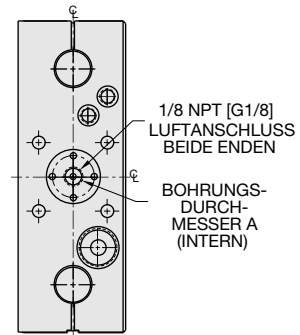 ℄
1/8 NPT [G1/8]
LUFTANSCHLUSS
BEIDE ENDEN
℄
BOHRUNGS-
DURCH-
MESSER A
(INTERN)